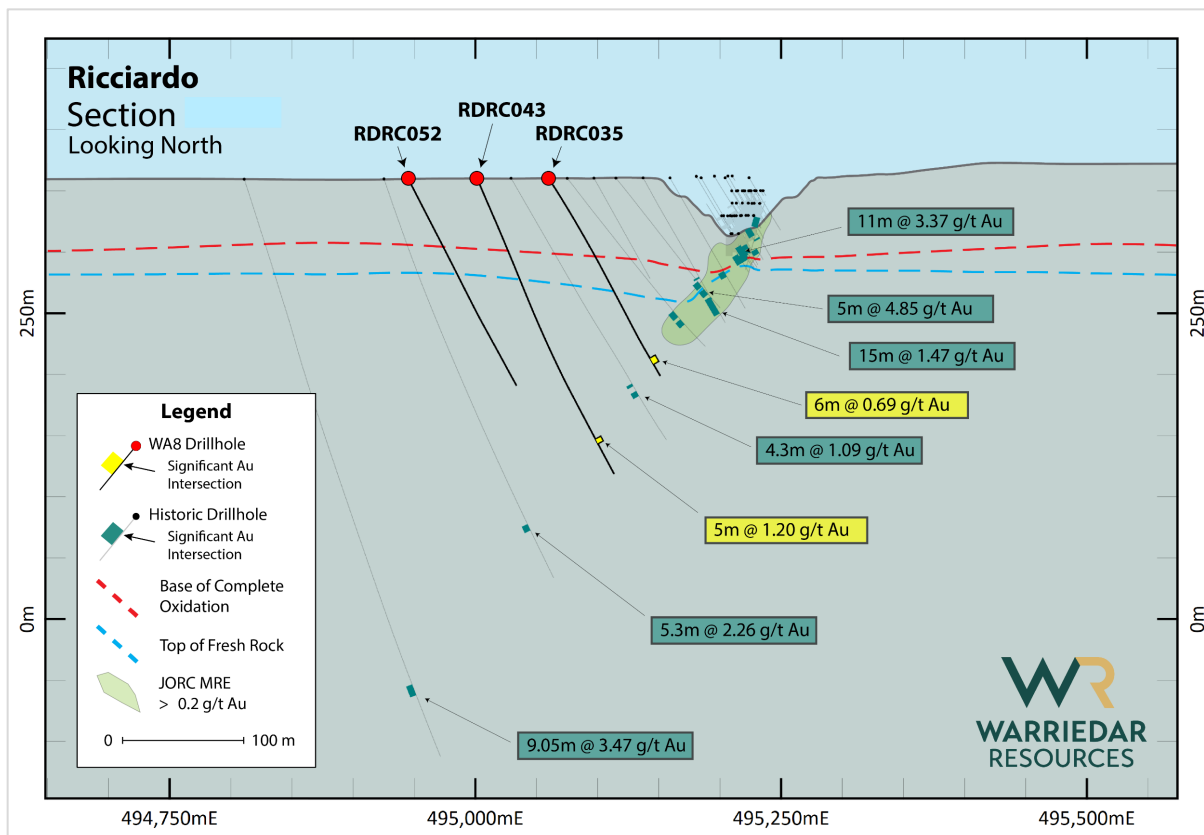 Ricciardo
Section
Looking North
RDRC052
RDRC043
RDRC035
11m @ 3.37 g/t Au
5m @ 4.85 g/t Au
15m @ 1.47 g/t Au
6m @ 0.69 g/t Au
4.3m @ 1.09 g/t Au
5m @ 1.20 g/t Au
5.3m @ 2.26 g/t Au
9.05m @ 3.47 g/t Au
250m
250m
0m
0m
Legend
WA8 Drillhole
Significant Au
Intersection
Historic Drillhole
Significant Au
Intersection
Base of Complete
Oxidation
Top of Fresh Rock
JORC MRE
> 0.2 g/t Au
0 100 m
WR
WARRIEDAR
RESOURCES
494,750mE
495,000mE
495,250mE
495,500mE